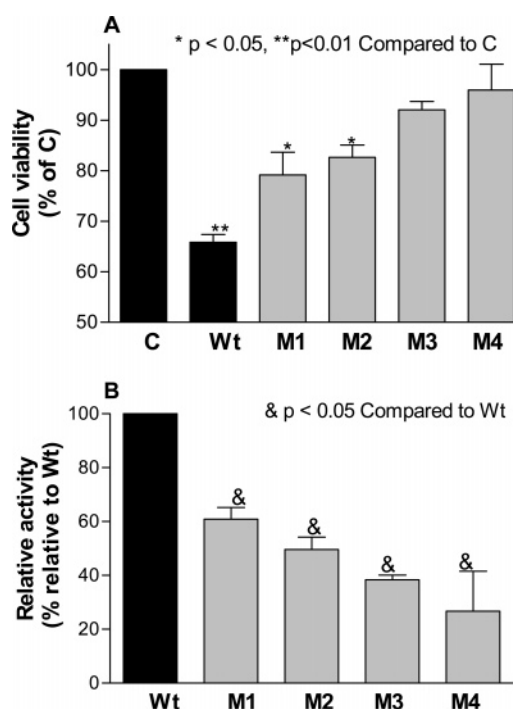 A
* p < 0.05, **p<0.01 Compared to C
Cell viability
(% of C)
100
90
80
70
60
50
**
*
*
C Wt M1 M2 M3 M4
B
& p < 0.05 Compared to Wt
Relative activity
(% relative to Wt)
100
80
60
40
20
0
&
&
&
&
Wt M1 M2 M3 M4